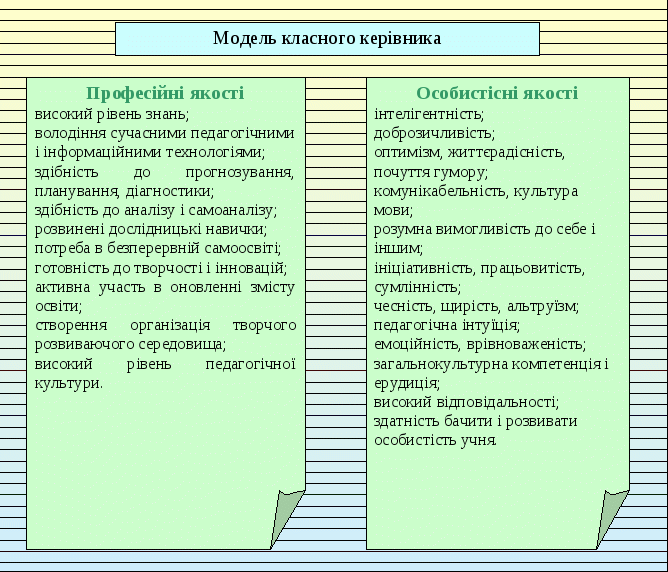 Модель класного керівника
Професійні якості
високий рівень знань;
володіння сучасними педагогічними
і інформаційними технологіями;
здібність до прогнозування,
планування, діагностики;
здібність до аналізу і самоаналізу;
розвинені дослідницькі навички;
потреба в безперервній самоосвіті;
готовність до творчості і інновацій;
активна участь в оновленні змісту
освіти;
створення організація творчого
розвиваючого середовища;
високий рівень педагогічної
культури.
Особистісні якості
інтелігентність;
доброзичливість;
оптимізм, життєрадісність,
почуття гумору;
комунікабельність, культура
мови;
розумна вимогливість до себе і
іншим;
ініціативність, працьовитість,
сумлінність;
чесність, щирість, альтруїзм;
педагогічна інтуїція;
емоційність, врівноваженість;
загальнокультурна компетенція і
ерудиція;
високий відповідальності;
здатність бачити і розвивати
особистість учня.